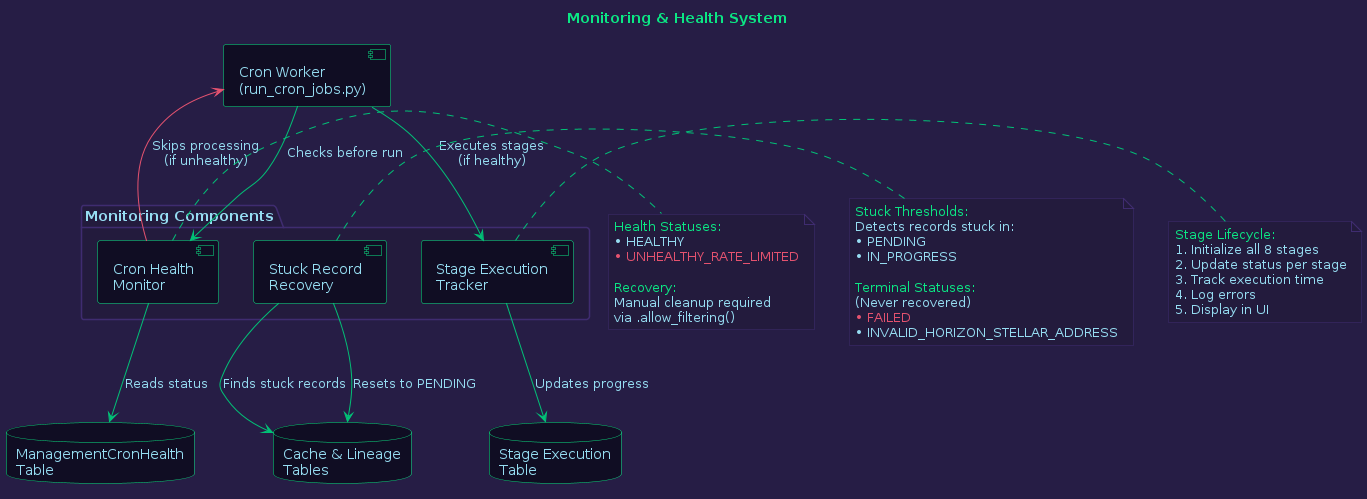 Monitoring & Health System
Cron Worker
(run_cron_jobs.py)
Skips processing
(if unhealthy)
Checks before run
Executes stages
(if healthy)
Monitoring Components
Cron Health
Monitor
Stuck Record
Recovery
Stage Execution
Tracker
Health Statuses:
• HEALTHY
• UNHEALTHY_RATE_LIMITED
Recovery:
Manual cleanup required
via .allow_filtering()
Stuck Thresholds:
Detects records stuck in:
• PENDING
• IN_PROGRESS
Terminal Statuses:
(Never recovered)
• FAILED
• INVALID_HORIZON_STELLAR_ADDRESS
Stage Lifecycle:
1. Initialize all 8 stages
2. Update status per stage
3. Track execution time
4. Log errors
5. Display in UI
Reads status
Finds stuck records
Resets to PENDING
Updates progress
ManagementCronHealth
Table
Cache & Lineage
Tables
Stage Execution
Table